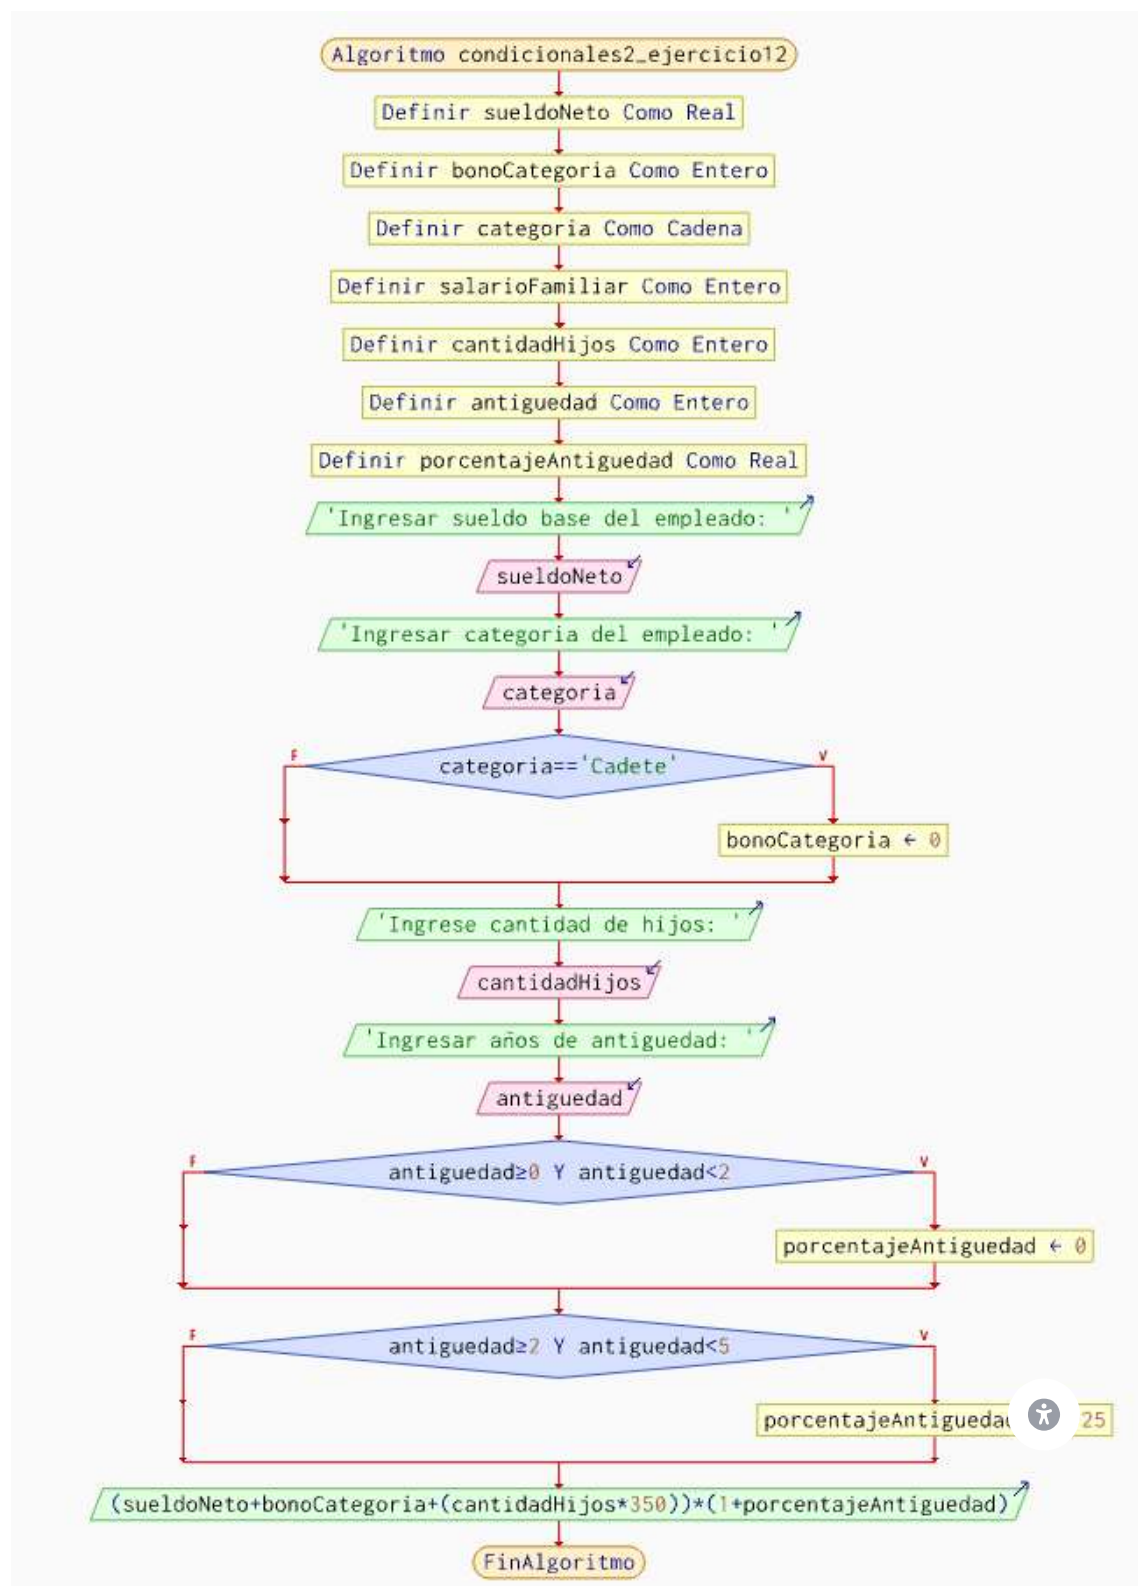 Algoritmo condicionales2_ejercicio12
Definir sueldoNeto Como Real
Definir bonoCategoria Como Entero
Definir categoria Como Cadena
Definir salarioFamiliar Como Entero
Definir cantidadHijos Como Entero
Definir antiguedad Como Entero
Definir porcentajeAntiguedad Como Real
'Ingresar sueldo base del empleado: '
sueldoNeto
'Ingresar categoria del empleado: '
categoria
F
V
categoria=='Cadete'
bonoCategoria ← 0
'Ingrese cantidad de hijos: '
cantidadHijos
'Ingresar años de antiguedad: '
antiguedad
F
V
antiguedad≥0 Y antiguedad<2
porcentajeAntiguedad ← 0
F
V
antiguedad≥2 Y antiguedad<5
25
(sueldoNeto+bonoCategoria+(cantidadHijos*350))*(1+porcentajeAntiguedad)
FinAlgoritmo